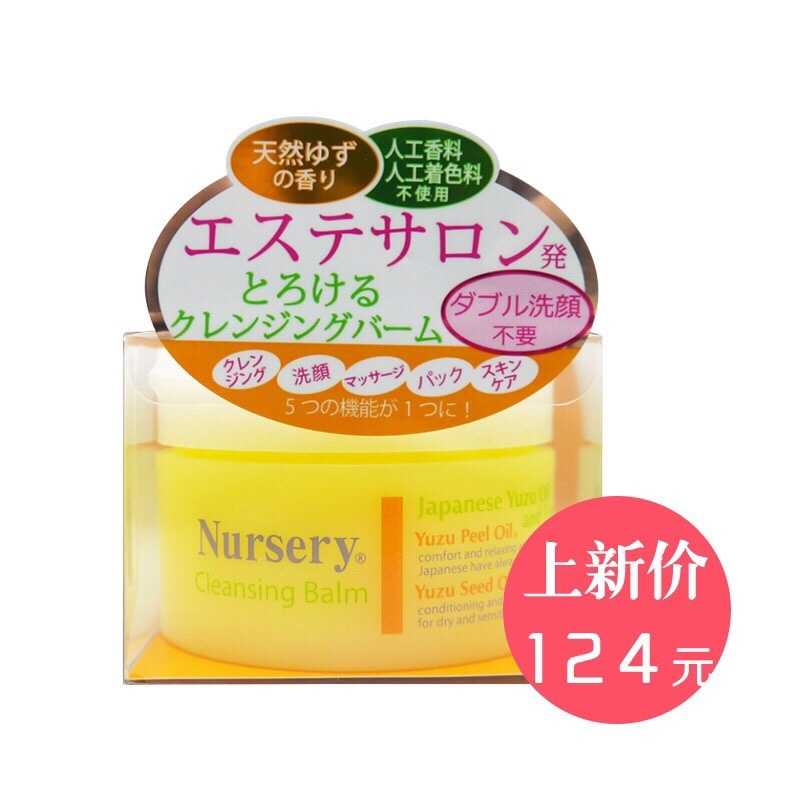 天然ゆず
の香り
人工香料
人工着色料
不使用
エステサロン発
とろける
クレンジングバーム
ダブル洗顔
不要
クレン
ジング
洗顔
マッサージ
パック
スキン
ケア
5つの機能が1つに!
Nursery®
Cleansing Balm
Japanese Yuzu
and
Yuzu Peel Oil,
comfort and relaxing
Japanese have
Yuzu Seed
conditioning and
for dry and
上新价
124元